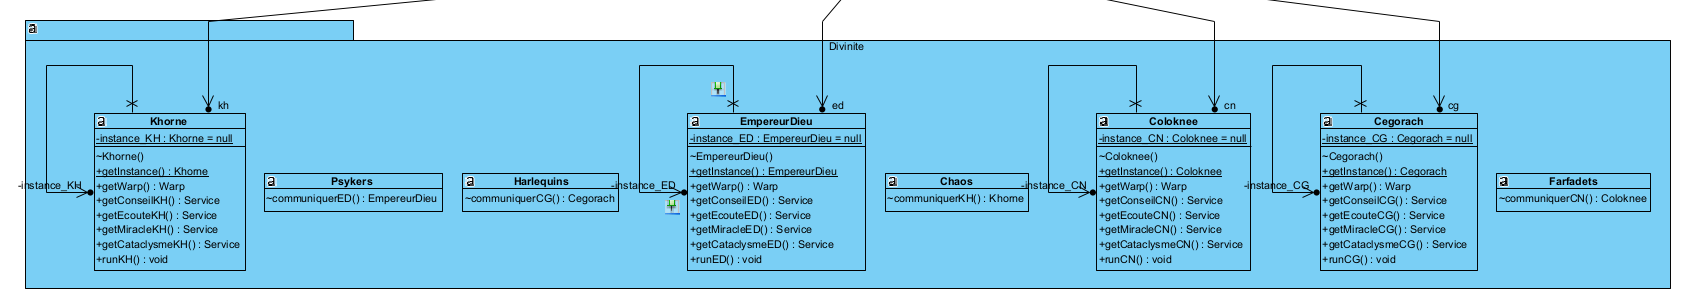 a
Divinite
kh
ed
cn
cg
a Khorne
-instance_KH : Khorne = null
~Khorne()
+getInstance() : Khorne
+getWarp() : Warp
+getConseilKH() : Service
+getEcouteKH() : Service
+getMiracleKH() : Service
+getCataclysmeKH() : Service
+runKH() : void
-instance_KH
a Psykers
~communiquerED() : EmpereurDieu
a Harlequins
~communiquerCG() : Cegorach
a EmpereurDieu
-instance_ED : EmpereurDieu = null
~EmpereurDieu()
+getInstance() : EmpereurDieu
+getWarp() : Warp
+getConseilED() : Service
+getEcouteED() : Service
+getMiracleED() : Service
+getCataclysmeED() : Service
+runED() : void
-instance_ED
a Chaos
~communiquerKH() : Khorne
a Coloknee
-instance_CN : Coloknee = null
~Coloknee()
+getInstance() : Coloknee
+getWarp() : Warp
+getConseilCN() : Service
+getEcouteCN() : Service
+getMiracleCN() : Service
+getCataclysmeCN() : Service
+runCN() : void
-instance_CN
a Cegorach
-instance_CG : Cegorach = null
~Cegorach()
+getInstance() : Cegorach
+getWarp() : Warp
+getConseilCG() : Service
+getEcouteCG() : Service
+getMiracleCG() : Service
+getCataclysmeCG() : Service
+runCG() : void
-instance_CG
a Farfadets
~communiquerCN() : Coloknee